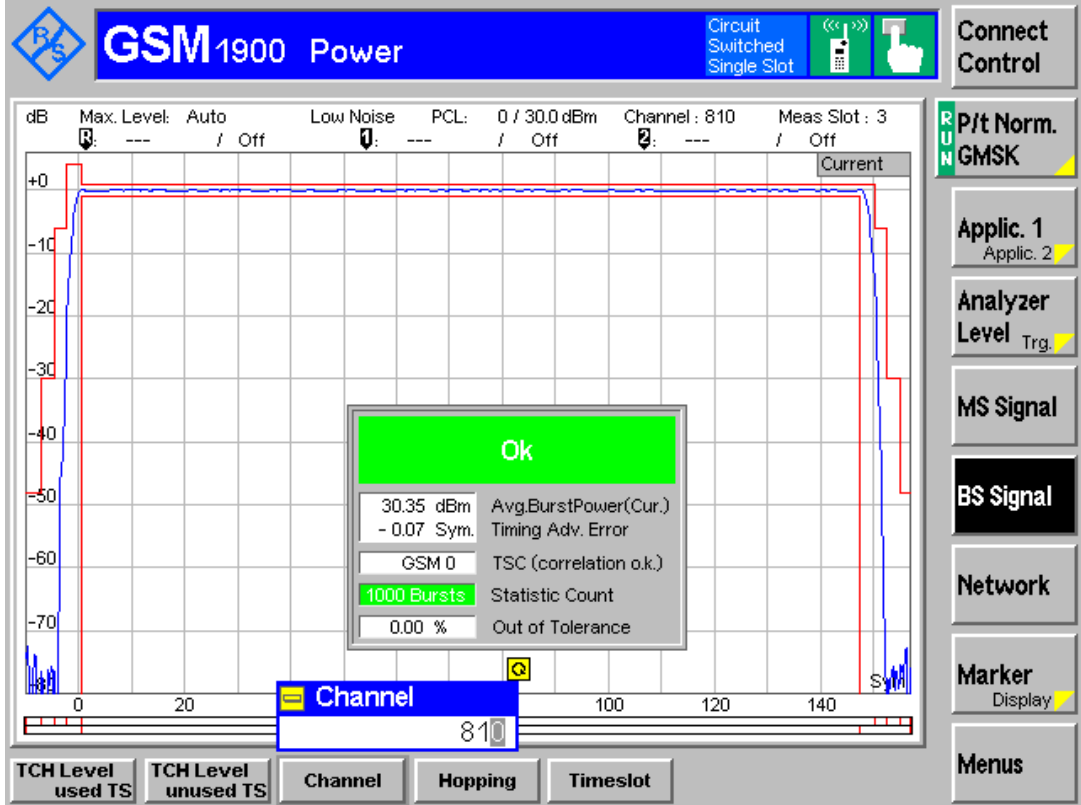 R&S
GSM 1900 Power
Circuit Switched Single Slot
Connect Control
dB Max. Level: Auto Low Noise PCL: 0 / 30.0 dBm Channel : 810 Meas Slot : 3
R: --- / Off 1: --- / Off 2: --- / Off
Current
RUN
P/t Norm. GMSK
+0
Applic. 1
Applic. 2
-10
-20
Analyzer Level Trg.
-30
MS Signal
-40
Ok
-50
30.35 dBm Avg.BurstPower(Cur.)
- 0.07 Sym. Timing Adv. Error
BS Signal
-60
GSM 0 TSC (correlation o.k.)
1000 Bursts Statistic Count
Network
-70
0.00 % Out of Tolerance
Marker
Display
0 20 100 120 140
Channel
810
Menus
TCH Level used TS
TCH Level unused TS
Channel
Hopping
Timeslot